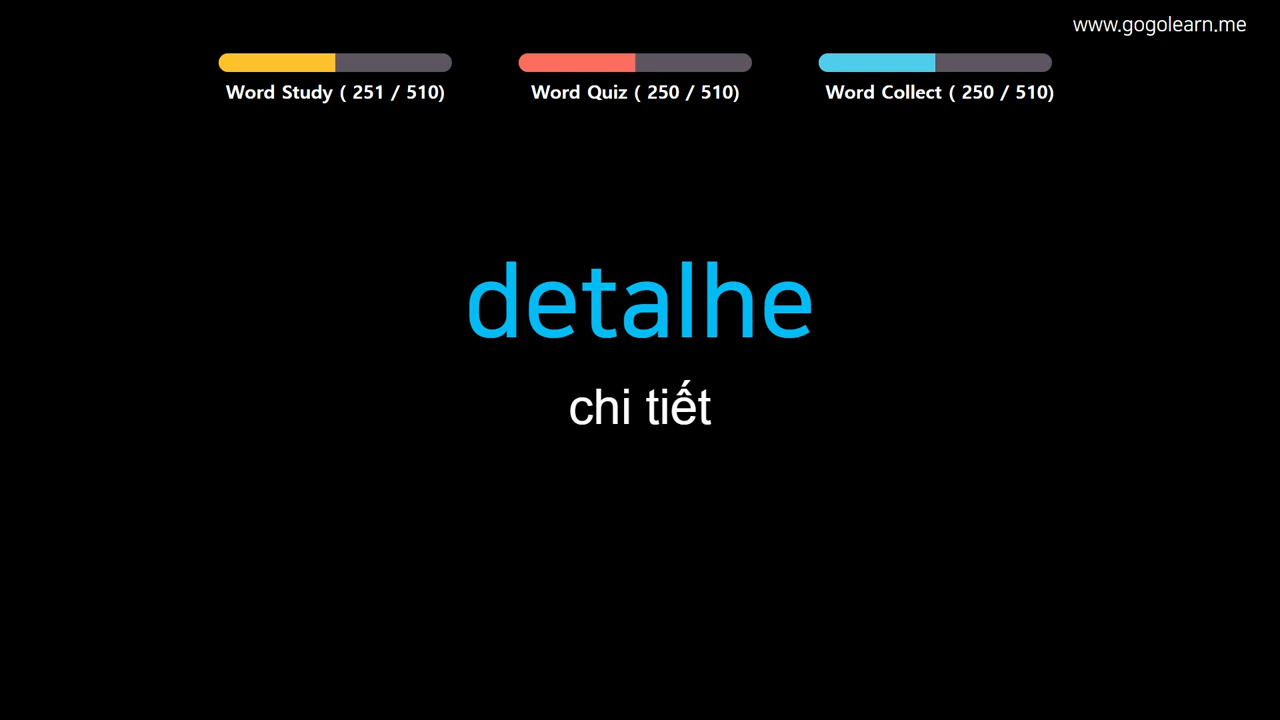 www.gogolearn.me
Word Study ( 251 / 510)
Word Quiz ( 250 / 510)
Word Collect ( 250 / 510)
detalhe
chi tiết